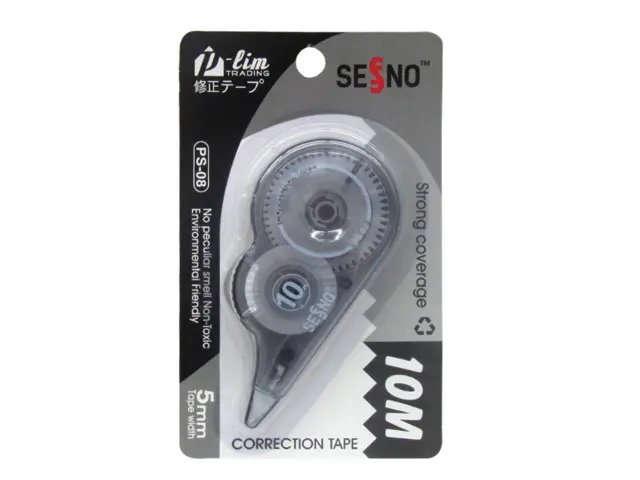 -lim
TRADING
修正テープ
SESNO™
PS-08
No peculiar smell Non-Toxic
Environmental Friendly
Strong coverage
10
SESNO
10M
5mm
Tape width
CORRECTION TAPE